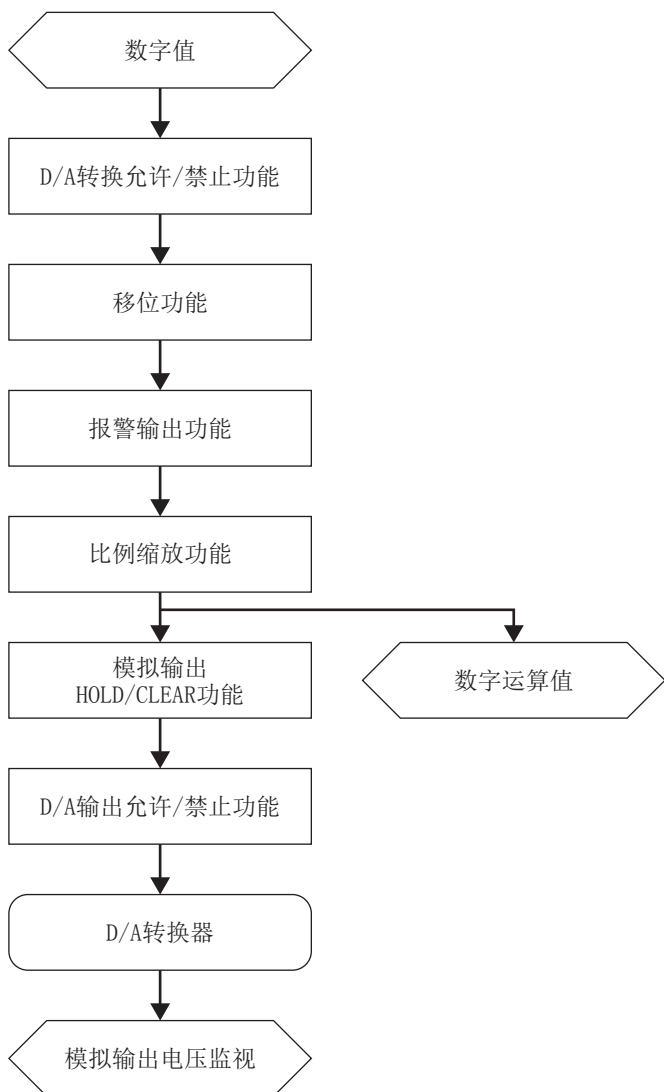 数字值
D/A转换允许/禁止功能
移位功能
报警输出功能
比例缩放功能
模拟输出
HOLD/CLEAR功能
数字运算值
D/A输出允许/禁止功能
D/A转换器
模拟输出电压监视